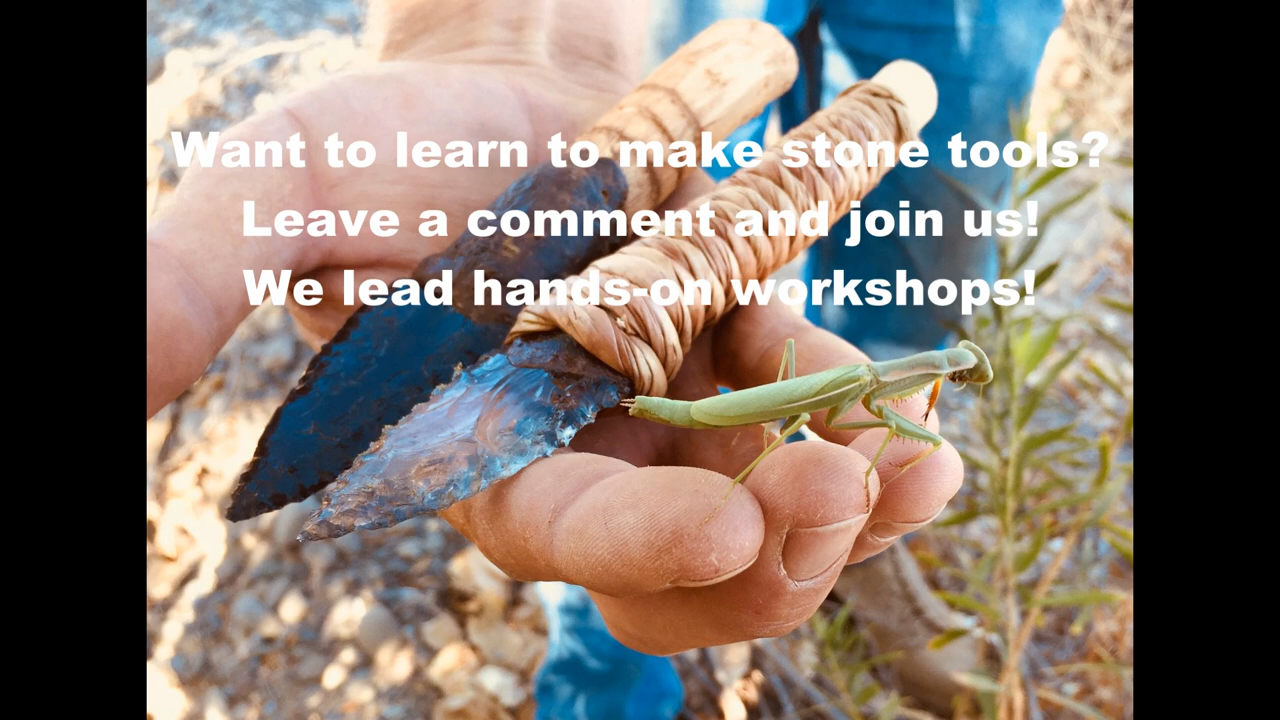 Want to learn to make stone tools?
Leave a comment and join us!
We lead hands-on workshops!